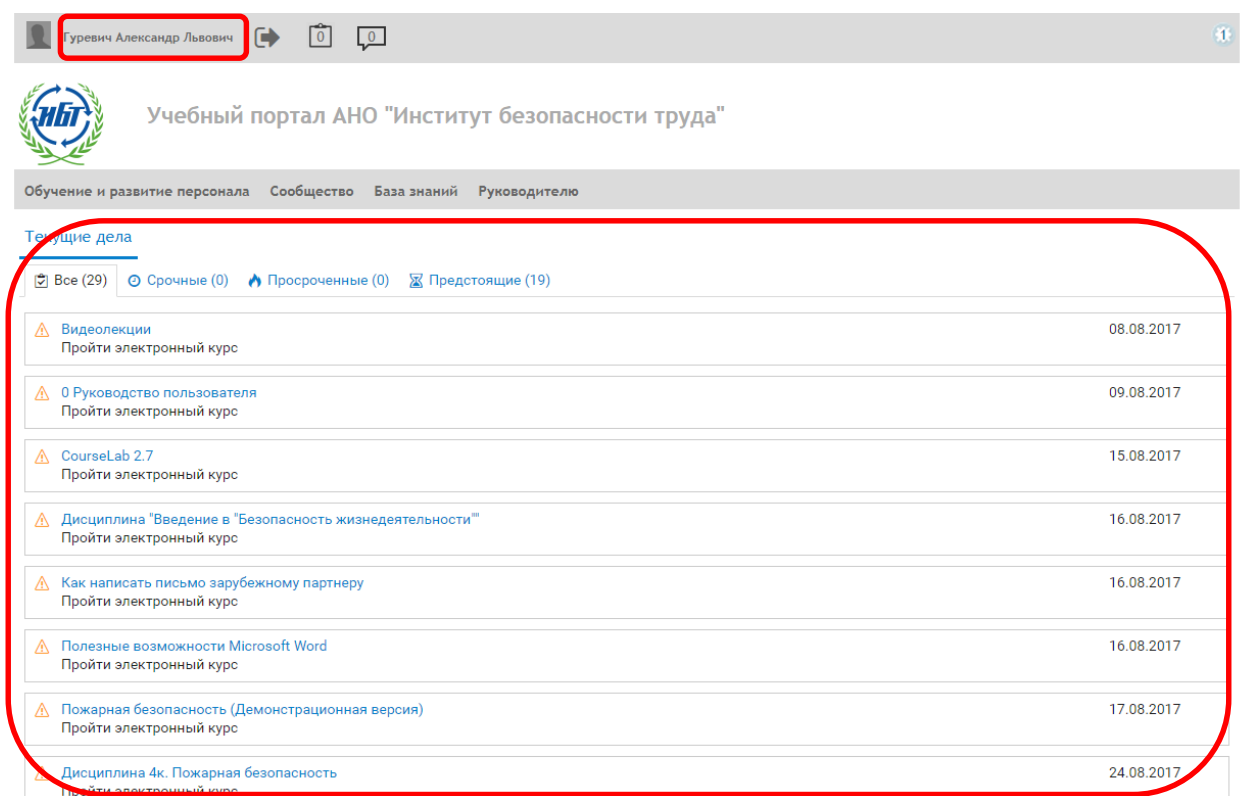 Гуревич Александр Львович 0 0 1
ИБТ
Учебный портал АНО "Институт безопасности труда"
Обучение и развитие персонала Сообщество База знаний Руководителю
Текущие дела
Все (29) Срочные (0) Просроченные (0) Предстоящие (19)
Видеолекции 08.08.2017
Пройти электронный курс
0 Руководство пользователя 09.08.2017
Пройти электронный курс
CourseLab 2.7 15.08.2017
Пройти электронный курс
Дисциплина "Введение в "Безопасность жизнедеятельности"" 16.08.2017
Пройти электронный курс
Как написать письмо зарубежному партнеру 16.08.2017
Пройти электронный курс
Полезные возможности Microsoft Word 16.08.2017
Пройти электронный курс
Пожарная безопасность (Демонстрационная версия) 17.08.2017
Пройти электронный курс
Дисциплина 4к. Пожарная безопасность 24.08.2017
Пройти электронный курс